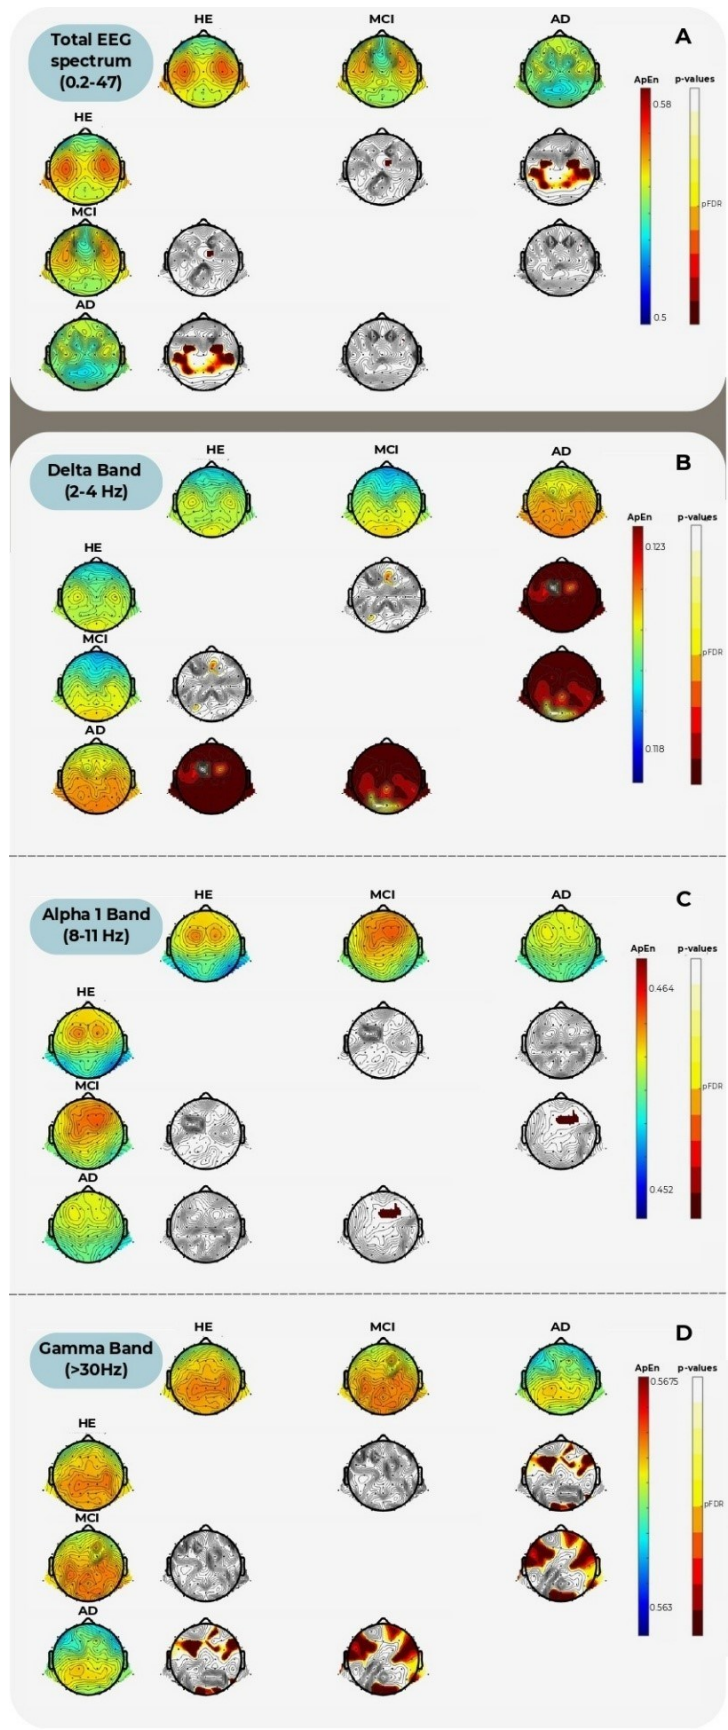 Total EEG
spectrum
(0.2-47)
HE
MCI
AD
A
ApEn
p-values
HE
0.58
pFDR
MCI
AD
0.5
Delta Band
(2-4 Hz)
HE
MCI
AD
B
ApEn
p-values
HE
0.123
MCI
pFDR
AD
0.118
Alpha 1 Band
(8-11 Hz)
HE
MCI
AD
C
ApEn
p-values
HE
0.464
MCI
pFDR
AD
0.452
Gamma Band
(>30Hz)
HE
MCI
AD
D
ApEn
p-values
0.5675
HE
pFDR
MCI
0.563
AD